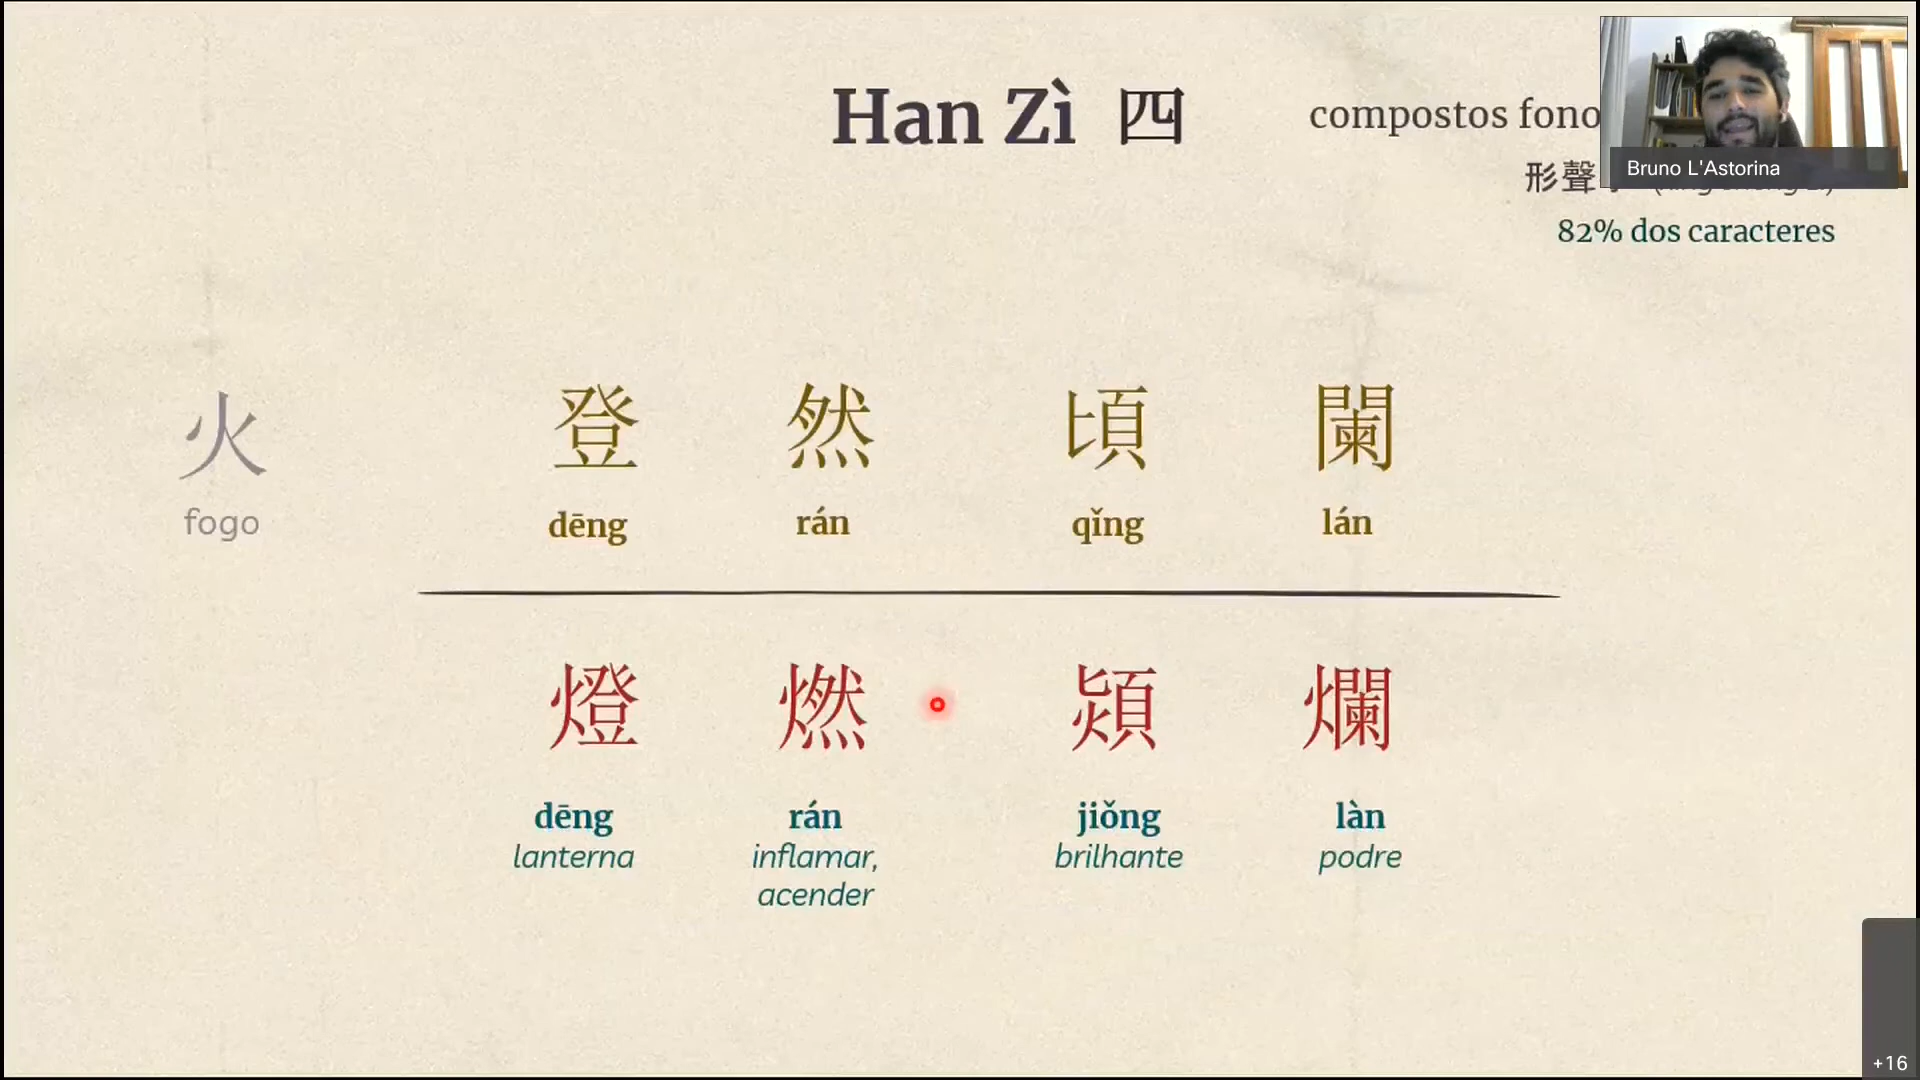 Han Zì 四
compostos fono
Bruno L'Astorina
形聲
82% dos caracteres
火 登 然 頃 闌
fogo dēng rán qǐng lán
燈 燃 熲 爛
dēng rán jiǒng làn
lanterna inflamar, brilhante podre
acender
+16